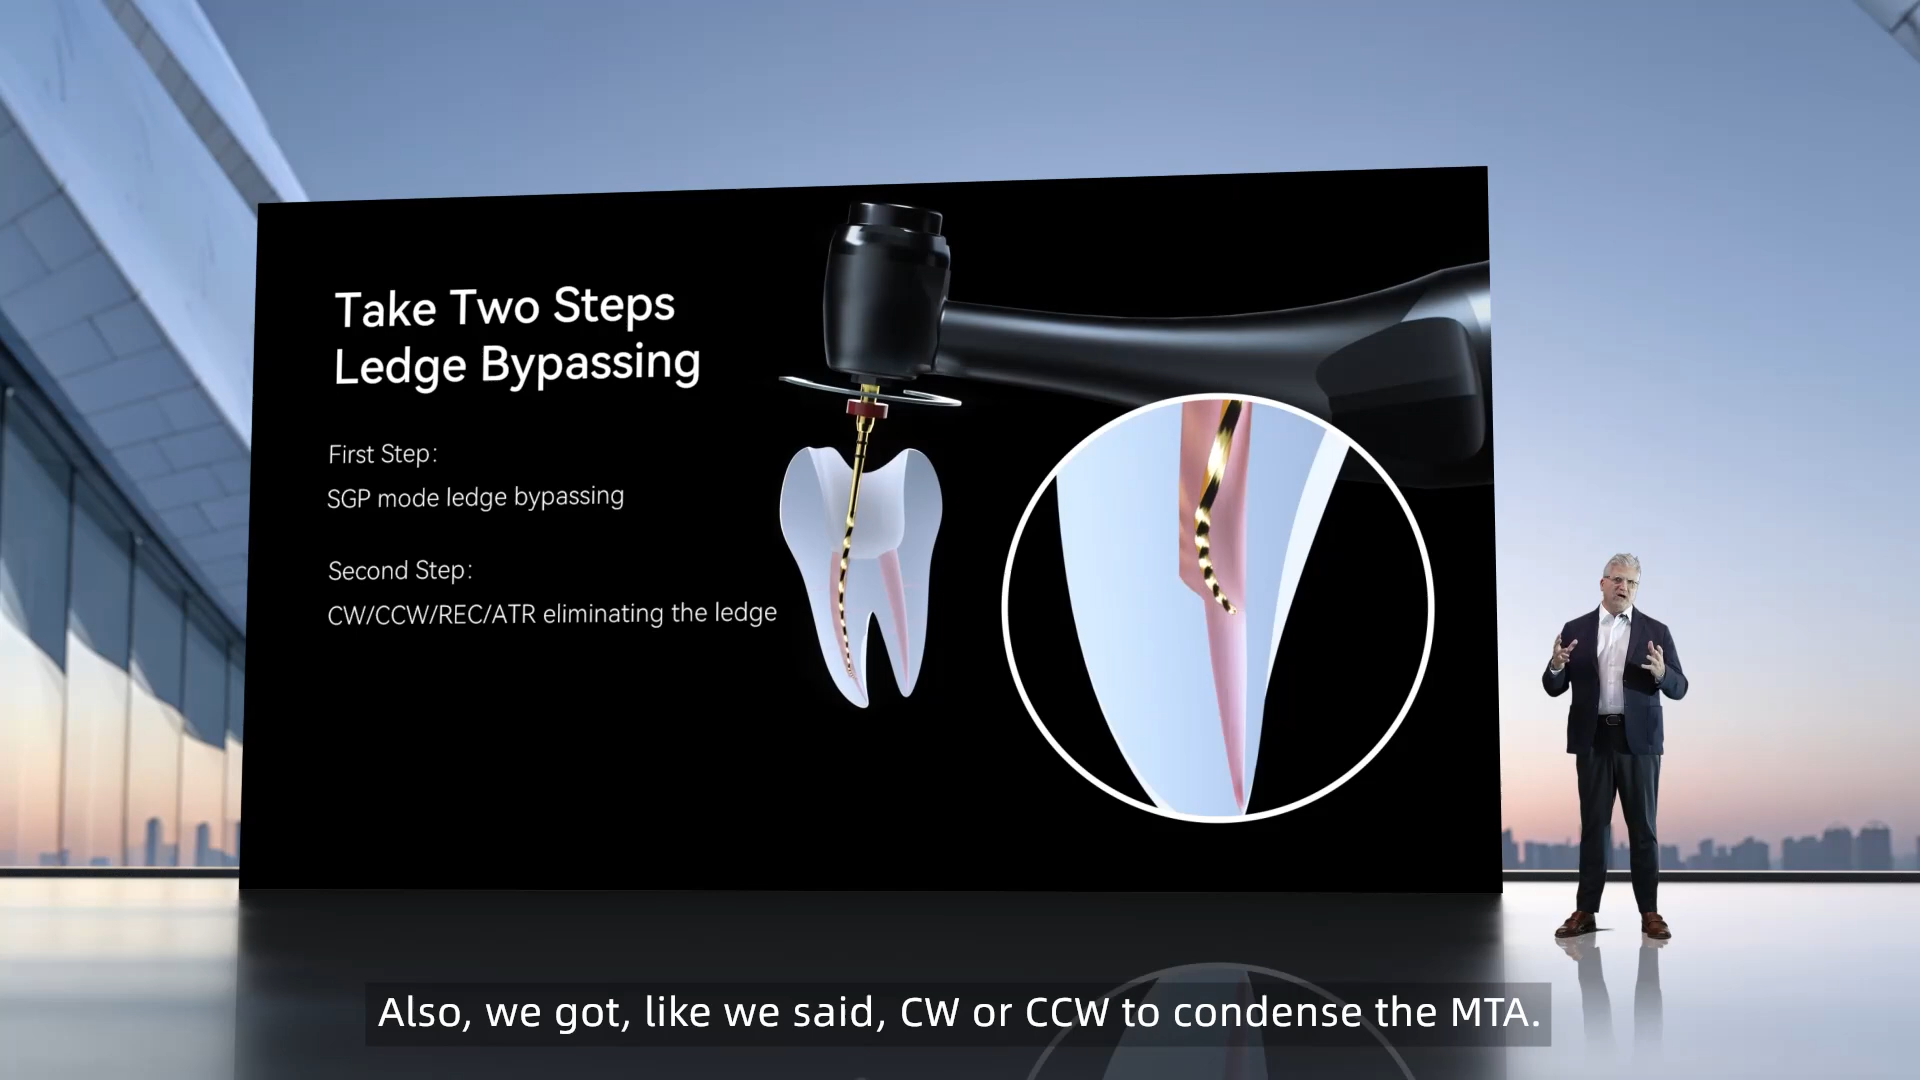 Take Two Steps
Ledge Bypassing
First Step:
SGP mode ledge bypassing
Second Step:
CW/CCW/REC/ATR eliminating the ledge
Also, we got, like we said, CW or CCW to condense the MTA.